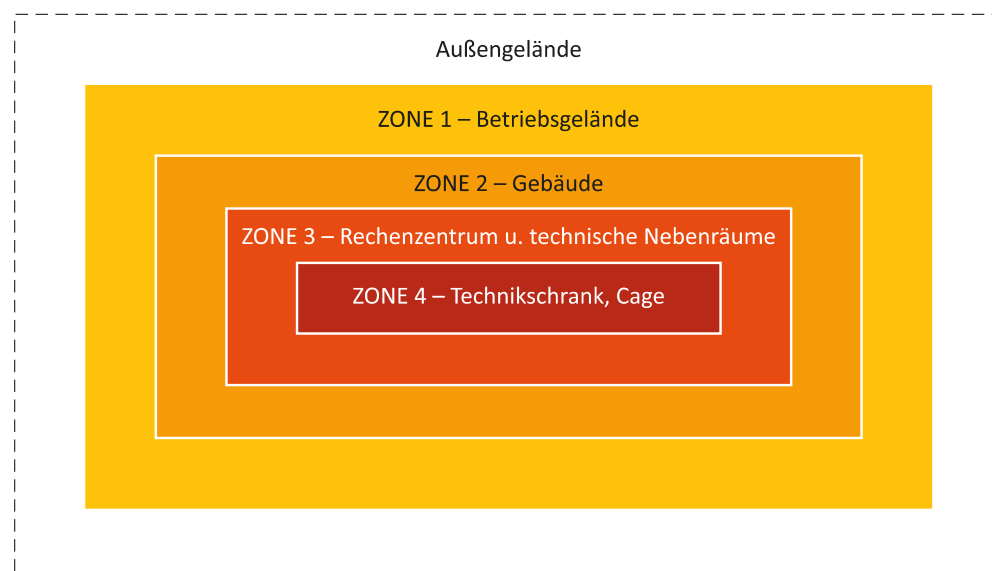 Außengelände
ZONE 1 – Betriebsgelände
ZONE 2 – Gebäude
ZONE 3 – Rechenzentrum u. technische Nebenräume
ZONE 4 – Technikschrank, Cage